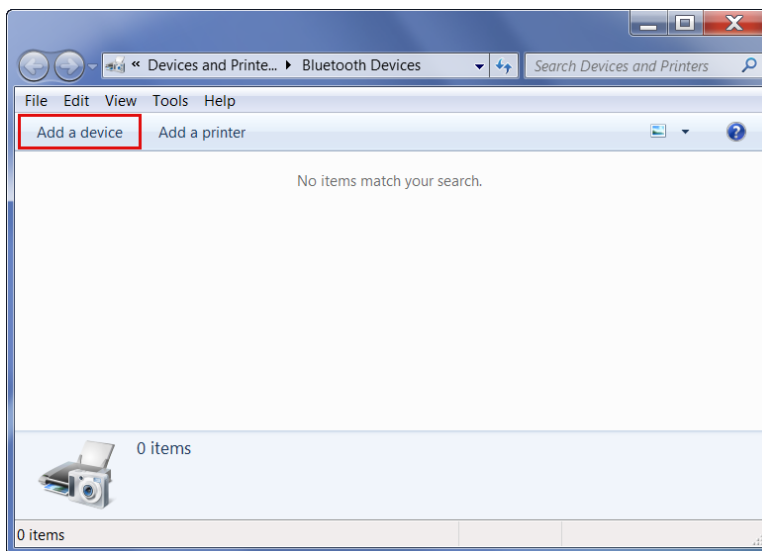 « Devices and Printe... ▸ Bluetooth Devices Search Devices and Printers
File Edit View Tools Help
Add a device Add a printer
No items match your search.
0 items
0 items